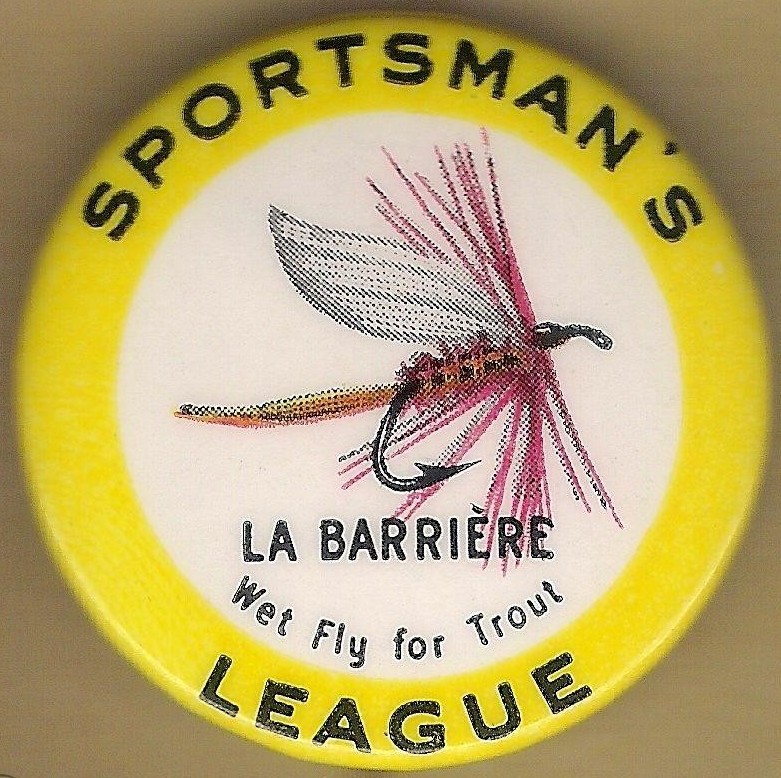 SPORTSMAN'S
LA BARRIÈRE
Wet Fly for Trout
LEAGUE